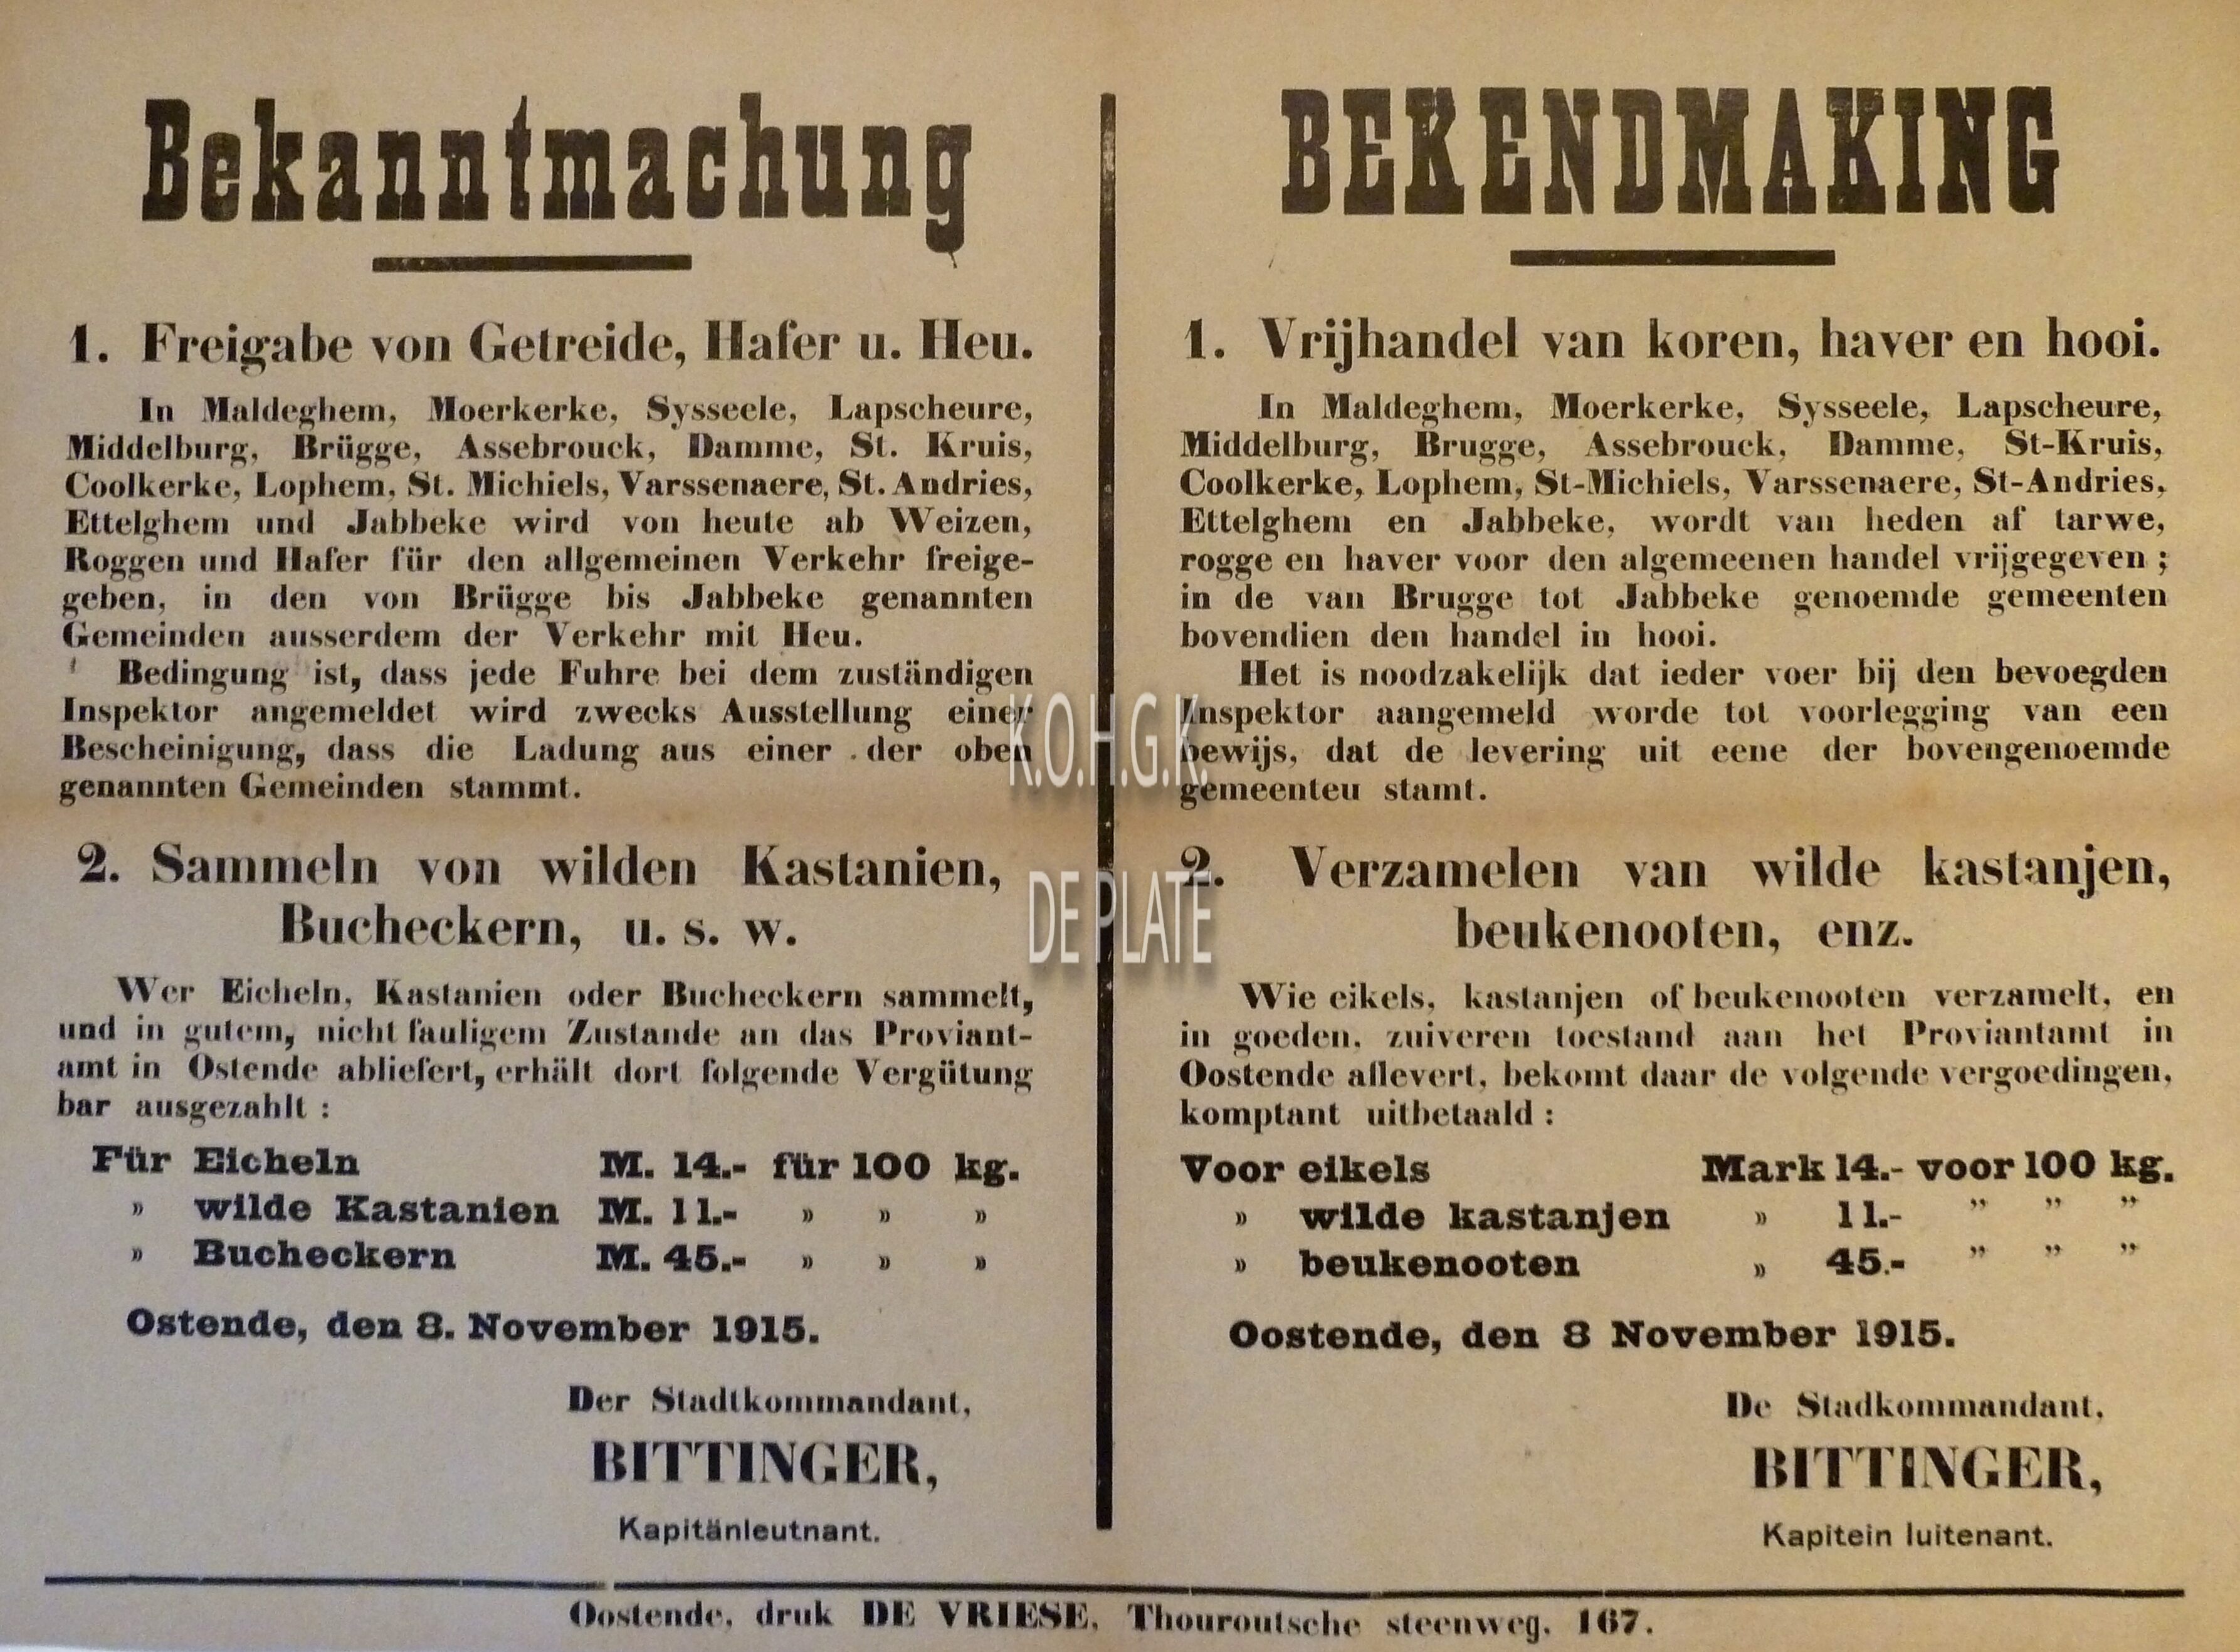 Bekanntmachung
1. Freigabe von Getreide, Hafer u. Heu.
In Maldeghem, Moerkerke, Sysseele, Lapscheure,
Middelburg, Brügge, Assebrouck, Damme, St. Kruis,
Coolkerke, Lophem, St. Michiels, Varssenaere, St. Andries,
Ettelghem und Jabbeke wird von heute ab Weizen,
Roggen und Hafer für den allgemeinen Verkehr freige-
geben, in den von Brügge bis Jabbeke genannten
Gemeinden ausserdem der Verkehr mit Heu.
Bedingung ist, dass jede Fuhre bei dem zuständigen
Inspektor angemeldet wird zwecks Ausstellung einer
Bescheinigung, dass die Ladung aus einer der oben
genannten Gemeinden stammt.
2. Sammeln von wilden Kastanien,
Bucheckern, u. s. w.
Wer Eicheln, Kastanien oder Bucheckern sammelt,
und in gutem, nicht fauligem Zustande an das Proviant-
amt in Ostende abliefert, erhält dort folgende Vergütung
bar ausgezahlt :
Für Eicheln M. 14.- für 100 kg.
» wilde Kastanien M. 11.- » » »
» Bucheckern M. 45.- » » »
Ostende, den 8. November 1915.
Der Stadtkommandant,
BITTINGER,
Kapitänleutnant.
BEKENDMAKING
1. Vrijhandel van koren, haver en hooi.
In Maldeghem, Moerkerke, Sysseele, Lapscheure,
Middelburg, Brugge, Assebrouck, Damme, St-Kruis,
Coolkerke, Lophem, St-Michiels, Varssenaere, St-Andries,
Ettelghem en Jabbeke, wordt van heden af tarwe,
rogge en haver voor den algemeenen handel vrijgegeven ;
in de van Brugge tot Jabbeke genoemde gemeenten
bovendien den handel in hooi.
Het is noodzakelijk dat ieder voer bij den bevoegden
Inspektor aangemeld worde tot voorlegging van een
bewijs, dat de levering uit eene der bovengenoemde
gemeenteu stamt.
2. Verzamelen van wilde kastanjen,
beukenooten, enz.
Wie eikels, kastanjen of beukenooten verzamelt, en
in goeden, zuiveren toestand aan het Proviantamt in
Oostende aflevert, bekomt daar de volgende vergoedingen,
komptant uitbetaald :
Voor eikels Mark 14.- voor 100 kg.
» wilde kastanjen » 11.- ” ” ”
» beukenooten » 45.- ” ” ”
Oostende, den 8 November 1915.
De Stadkommandant,
BITTINGER,
Kapitein luitenant.
K.O.H.G.K.
DE PLATE
Oostende, druk DE VRIESE, Thouroutsche steenweg, 167.